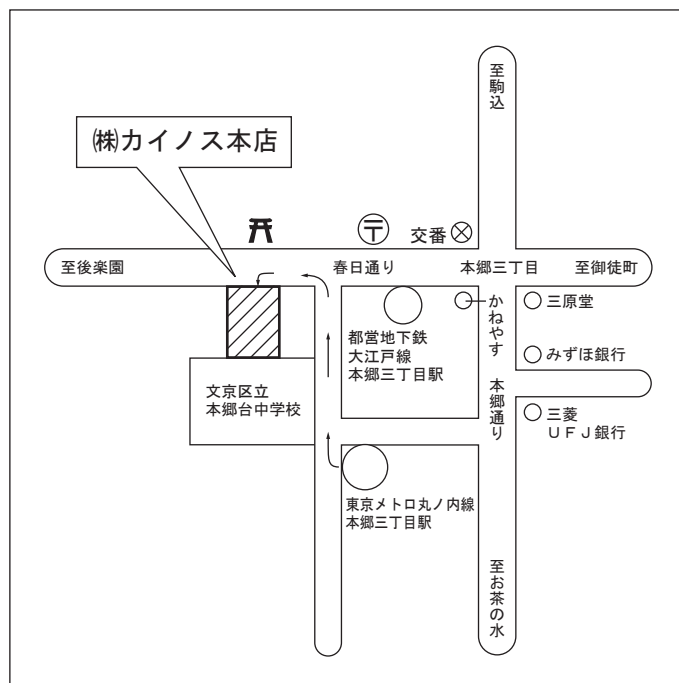 至駒込
㈱カイノス本店
〒
交番
至後楽園
春日通り
本郷三丁目
至御徒町
かねやす
三原堂
都営地下鉄
大江戸線
本郷三丁目駅
みずほ銀行
文京区立
本郷台中学校
本郷通り
三菱
ＵＦＪ銀行
東京メトロ丸ノ内線
本郷三丁目駅
至お茶の水